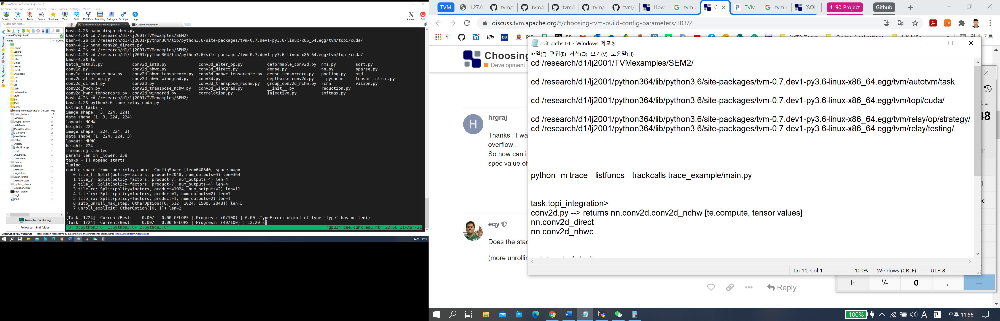 linux9.cse.cuhk.edu.hk (jhchoi6)
Terminal Sessions View X server Tools Games Settings Macros Help
Session Servers Tools Games Sessions View Split MultiExec Tunneling Packages Settings Help X server Exit
Quick connect...
2. linux9.cse.cuhk.edu.hk (jhchoi6)
4. /home/mobaxterm
/data/d0/y16/jhchoi6/
Name Size (K
..
.cache
.config
.eclipse
.idlerc
.imap
.keras
.local
.netscape
.nv
.pki
.qt
.ssh
.subversion
.tvm
bin
Mail
perl5
mysql-connector-java-5.1.47.jar 983
.bash_history 15
.viminfo 7
.mysql_history 5
.Xdefaults 4
MysqlCon.class 2
3170.java 2
dead.letter 2
.cshrc 2
.history 1
jhchoi6.tar.gz 1
.rnd 1
.Xauthority 1
.procmailrc 1
.bashrc 1
.profile 1
.xsession 1
.wget-hsts 1
.bash_profile 1
.xsession.sun 1
.python_history 1
.xsession.linux 1
bash_profile 1
.login 1
mail 1
Sessions
Tools
Macros
Sftp
Remote monitoring
Follow terminal folder
bash-4.2$ nano dispatcher.py
bash-4.2$ cd /research/d1/lj2001/TVMexamples/SEM2/
bash-4.2$ cd /research/d1/lj2001/python364/lib/python3.6/site-packages/tvm-0.7.dev1-py3.6-linux-x86_64.egg/tvm/topi/cuda/
bash-4.2$ nano conv2d_direct.py
bash-4.2$ cd /research/d1/lj2001/TVMexamples/SEM2/
bash-4.2$ cd /research/d1/lj2001/python364/lib/python3.6/site-packages/tvm-0.7.dev1-py3.6-linux-x86_64.egg/tvm/topi/cuda/
bash-4.2$ ls
batch_matmul.py conv2d_int8.py conv3d_alter_op.py deformable_conv2d.py nms.py sort.py
conv1d.py conv2d_nhwc.py conv3d_direct.py dense.py nn.py sparse.py
conv1d_transpose_ncw.py conv2d_nhwc_tensorcore.py conv3d_ndhwc_tensorcore.py dense_tensorcore.py pooling.py ssd
conv2d_alter_op.py conv2d_nhwc_winograd.py conv3d.py depthwise_conv2d.py __pycache__ tensor_intrin.py
conv2d_direct.py conv2d.py conv3d_transpose_ncdhw.py group_conv2d_nchw.py rcnn vision.py
conv2d_hwcn.py conv2d_transpose_nchw.py conv3d_winograd.py __init__.py reduction.py
conv2d_hwnc_tensorcore.py conv2d_winograd.py correlation.py injective.py softmax.py
bash-4.2$ cd /research/d1/lj2001/TVMexamples/SEM2/
bash-4.2$ python3.6 tune_relay_cuda.py
Extract tasks...
image shape: (3, 224, 224)
data shape (1, 3, 224, 224)
layout: NCHW
height: 224
image shape: (224, 224, 3)
data shape (1, 224, 224, 3)
layout: NHWC
height: 224
threading started
params len in _lower: 259
tasks = [] append starts
Tuning...
config space from tune_relay_cuda: ConfigSpace (len=640640, space_map=
0 tile_f: Split(policy=factors, product=2048, num_outputs=4) len=364
1 tile_y: Split(policy=factors, product=7, num_outputs=4) len=4
2 tile_x: Split(policy=factors, product=7, num_outputs=4) len=4
3 tile_rc: Split(policy=factors, product=1024, num_outputs=2) len=11
4 tile_ry: Split(policy=factors, product=1, num_outputs=2) len=1
5 tile_rx: Split(policy=factors, product=1, num_outputs=2) len=1
6 auto_unroll_max_step: OtherOption([0, 512, 1024, 1500, 2048]) len=5
7 unroll_explicit: OtherOption([0, 1]) len=2
)
[Task 1/24] Current/Best: 0.00/ 0.00 GFLOPS | Progress: (0/100) | 0.00 sTypeError: object of type 'type' has no len()
[Task 1/24] Current/Best: 0.00/ 0.00 GFLOPS | Progress: (40/100) | 12.20 s
[0] 0:python3.6 1:python3.6- 2:python3.6* "gpu34.cse.cuhk.edu.hk" 22:56 11-Apr-21
UNREGISTERED VERSION - Please support MobaXterm by subscribing to the professional edition here: https://mobaxterm.mobatek.net
오후 11:56
TVM 127.0 tvm/t tvm/r tvm/i tvm/r tvm/c How tvm a C TVM tvm c [SOLV 4190 Project Github
discuss.tvm.apache.org/t/choosing-tvm-build-config-parameters/303/2
앱 jijis DB
Choosing
Development
H
hrgraj
Thanks , I wa
overflow .
So how can i
spec value of
eqy
Does the stac
(more unrollin
Reply
edit paths.txt - Windows 메모장
파일(F) 편집(E) 서식(O) 보기(V) 도움말(H)
cd /research/d1/lj2001/TVMexamples/SEM2/
cd /research/d1/lj2001/python364/lib/python3.6/site-packages/tvm-0.7.dev1-py3.6-linux-x86_64.egg/tvm/autotvm/task
cd /research/d1/lj2001/python364/lib/python3.6/site-packages/tvm-0.7.dev1-py3.6-linux-x86_64.egg/tvm/topi/cuda/
cd /research/d1/lj2001/python364/lib/python3.6/site-packages/tvm-0.7.dev1-py3.6-linux-x86_64.egg/tvm/relay/op/strategy/
cd /research/d1/lj2001/python364/lib/python3.6/site-packages/tvm-0.7.dev1-py3.6-linux-x86_64.egg/tvm/relay/testing/
python -m trace --listfuncs --trackcalls trace_example/main.py
task.topi_integration>
conv2d.py --> returns nn.conv2d.conv2d_nchw [te.compute, tensor values]
nn.conv2d_direct
nn.conv2d_nhwc
Ln 11, Col 1 100% Windows (CRLF) UTF-8
48
ln +/- 0 . =
100% A 한 오후 11:56